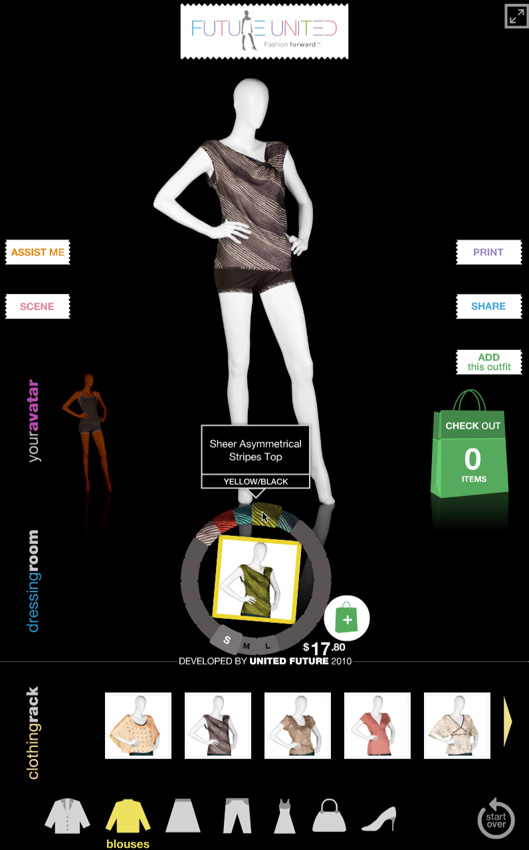 FUTURE UNITED
Fashion forward.™
ASSIST ME
PRINT
SCENE
SHARE
ADD
this outfit
youravatar
CHECK OUT
0
ITEMS
Sheer Asymmetrical
Stripes Top
YELLOW/BLACK
dressingroom
S M L
$17.80
DEVELOPED BY UNITED FUTURE 2010
clothingrack
start
over
blouses